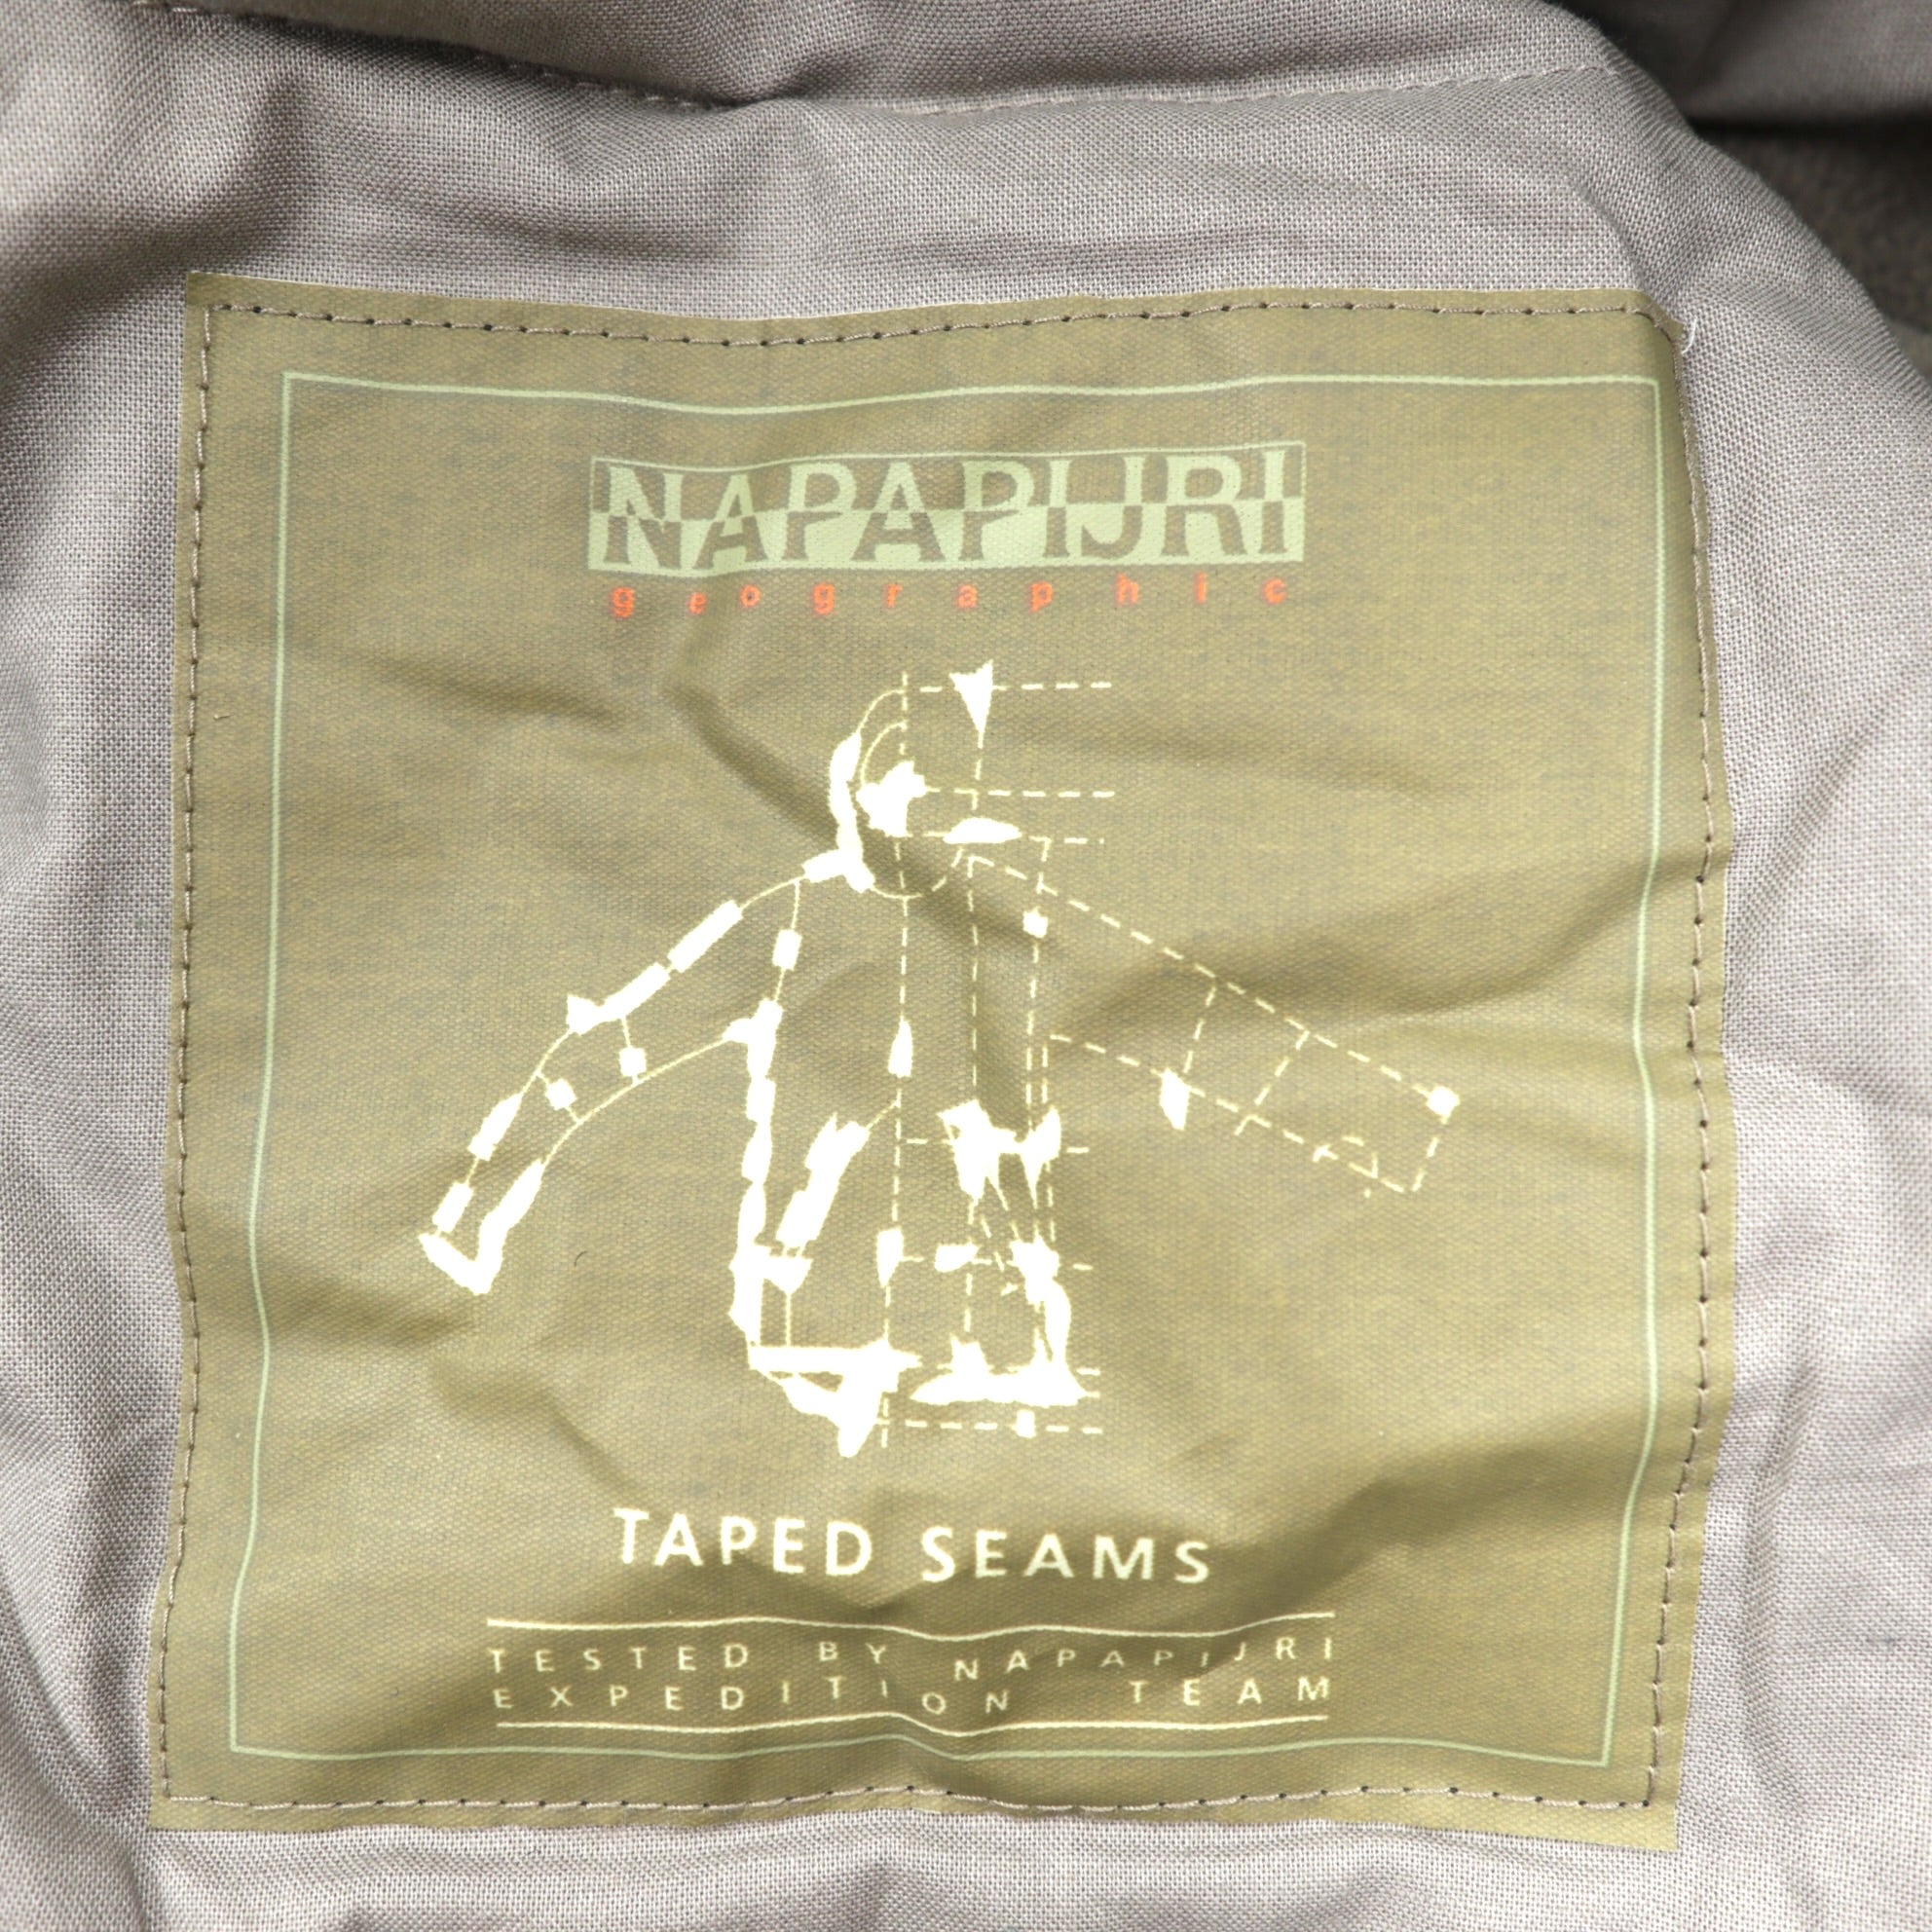 NAPAPIJRI
geographic
TAPED SEAMS
TESTED BY NAPAPIJRI
EXPEDITION TEAM